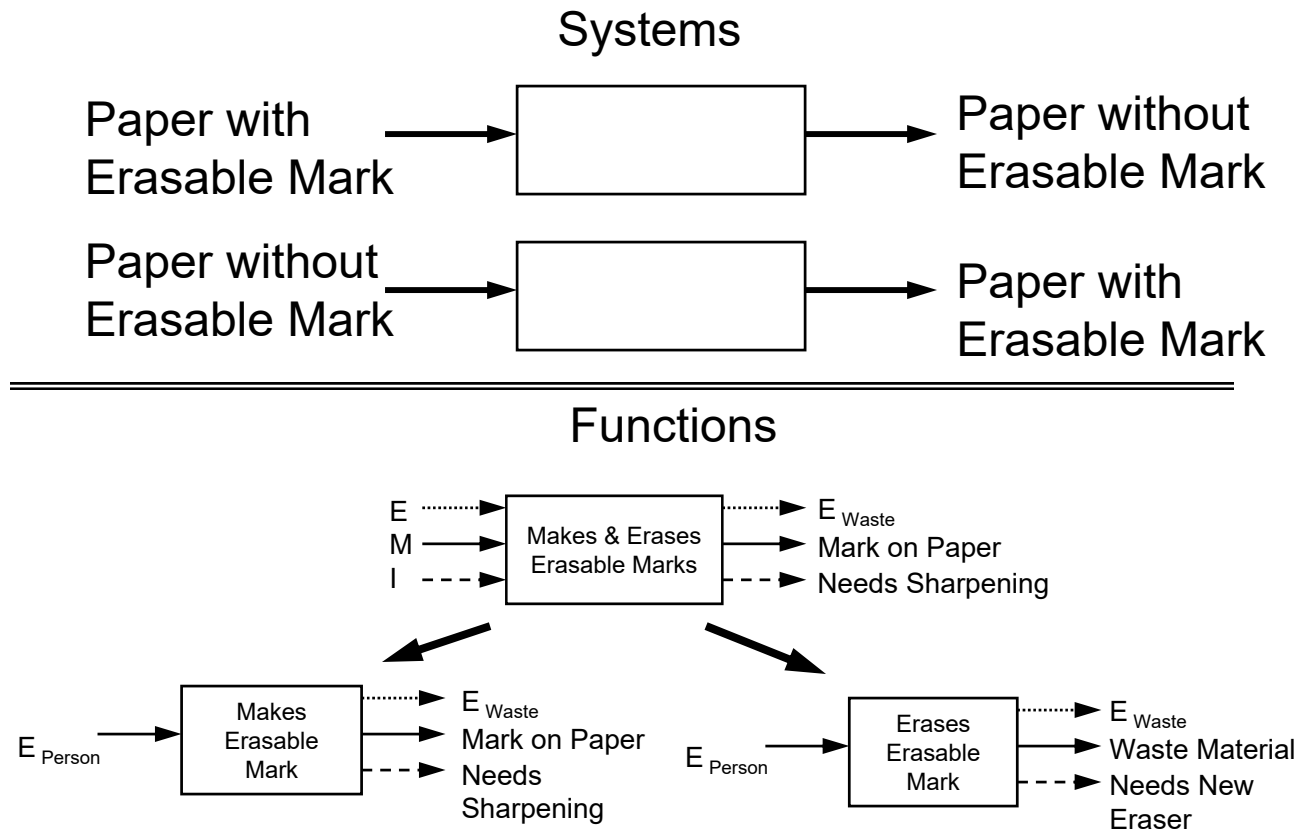 Systems
Paper with
Erasable Mark
Paper without
Erasable Mark
Paper without
Erasable Mark
Paper with
Erasable Mark
Functions
E
M
I
Makes & Erases
Erasable Marks
E Waste
Mark on Paper
Needs Sharpening
E Person
Makes
Erasable
Mark
E Waste
Mark on Paper
Needs
Sharpening
E Person
Erases
Erasable
Mark
E Waste
Waste Material
Needs New
Eraser